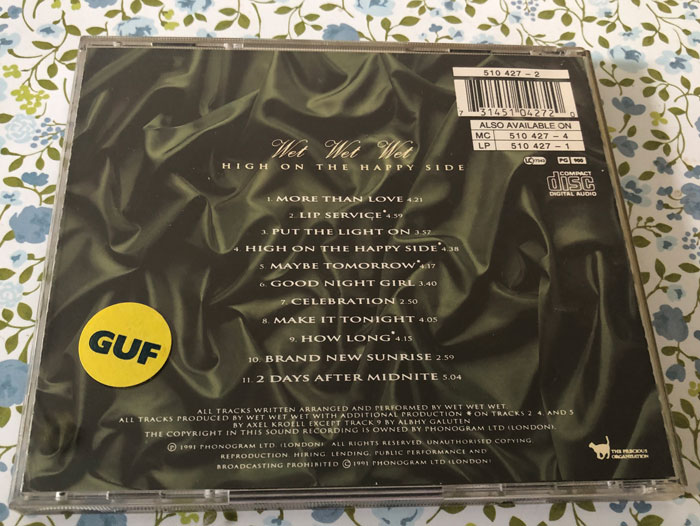 510 427 - 2
7 31451 04272 0
ALSO AVAILABLE ON
MC 510 427 - 4
LP 510 427 - 1
PG 900
COMPACT
disc
DIGITAL AUDIO
Wet Wet Wet
HIGH ON THE HAPPY SIDE
1. MORE THAN LOVE 4.21
2. LIP SERVICE* 4.59
3. PUT THE LIGHT ON 3.57
4. HIGH ON THE HAPPY SIDE* 4.38
5. MAYBE TOMORROW* 4.17
6. GOOD NIGHT GIRL 3.40
7. CELEBRATION 2.50
8. MAKE IT TONIGHT 4.05
9. HOW LONG* 4.15
10. BRAND NEW SUNRISE 2.59
11. 2 DAYS AFTER MIDNITE 5.04
GUF
ALL TRACKS WRITTEN ARRANGED AND PERFORMED BY WET WET WET.
ALL TRACKS PRODUCED BY WET WET WET WITH ADDITIONAL PRODUCTION * ON TRACKS 2, 4, AND 5
BY AXEL KROELL EXCEPT TRACK 9 BY ALBHY GALUTEN
THE COPYRIGHT IN THIS SOUND RECORDING IS OWNED BY PHONOGRAM LTD (LONDON).
℗ 1991 PHONOGRAM LTD. (LONDON). ALL RIGHTS RESERVED. UNAUTHORISED COPYING,
REPRODUCTION, HIRING, LENDING, PUBLIC PERFORMANCE AND
BROADCASTING PROHIBITED © 1991 PHONOGRAM LTD. (LONDON).
THE PRECIOUS
ORGANISATION